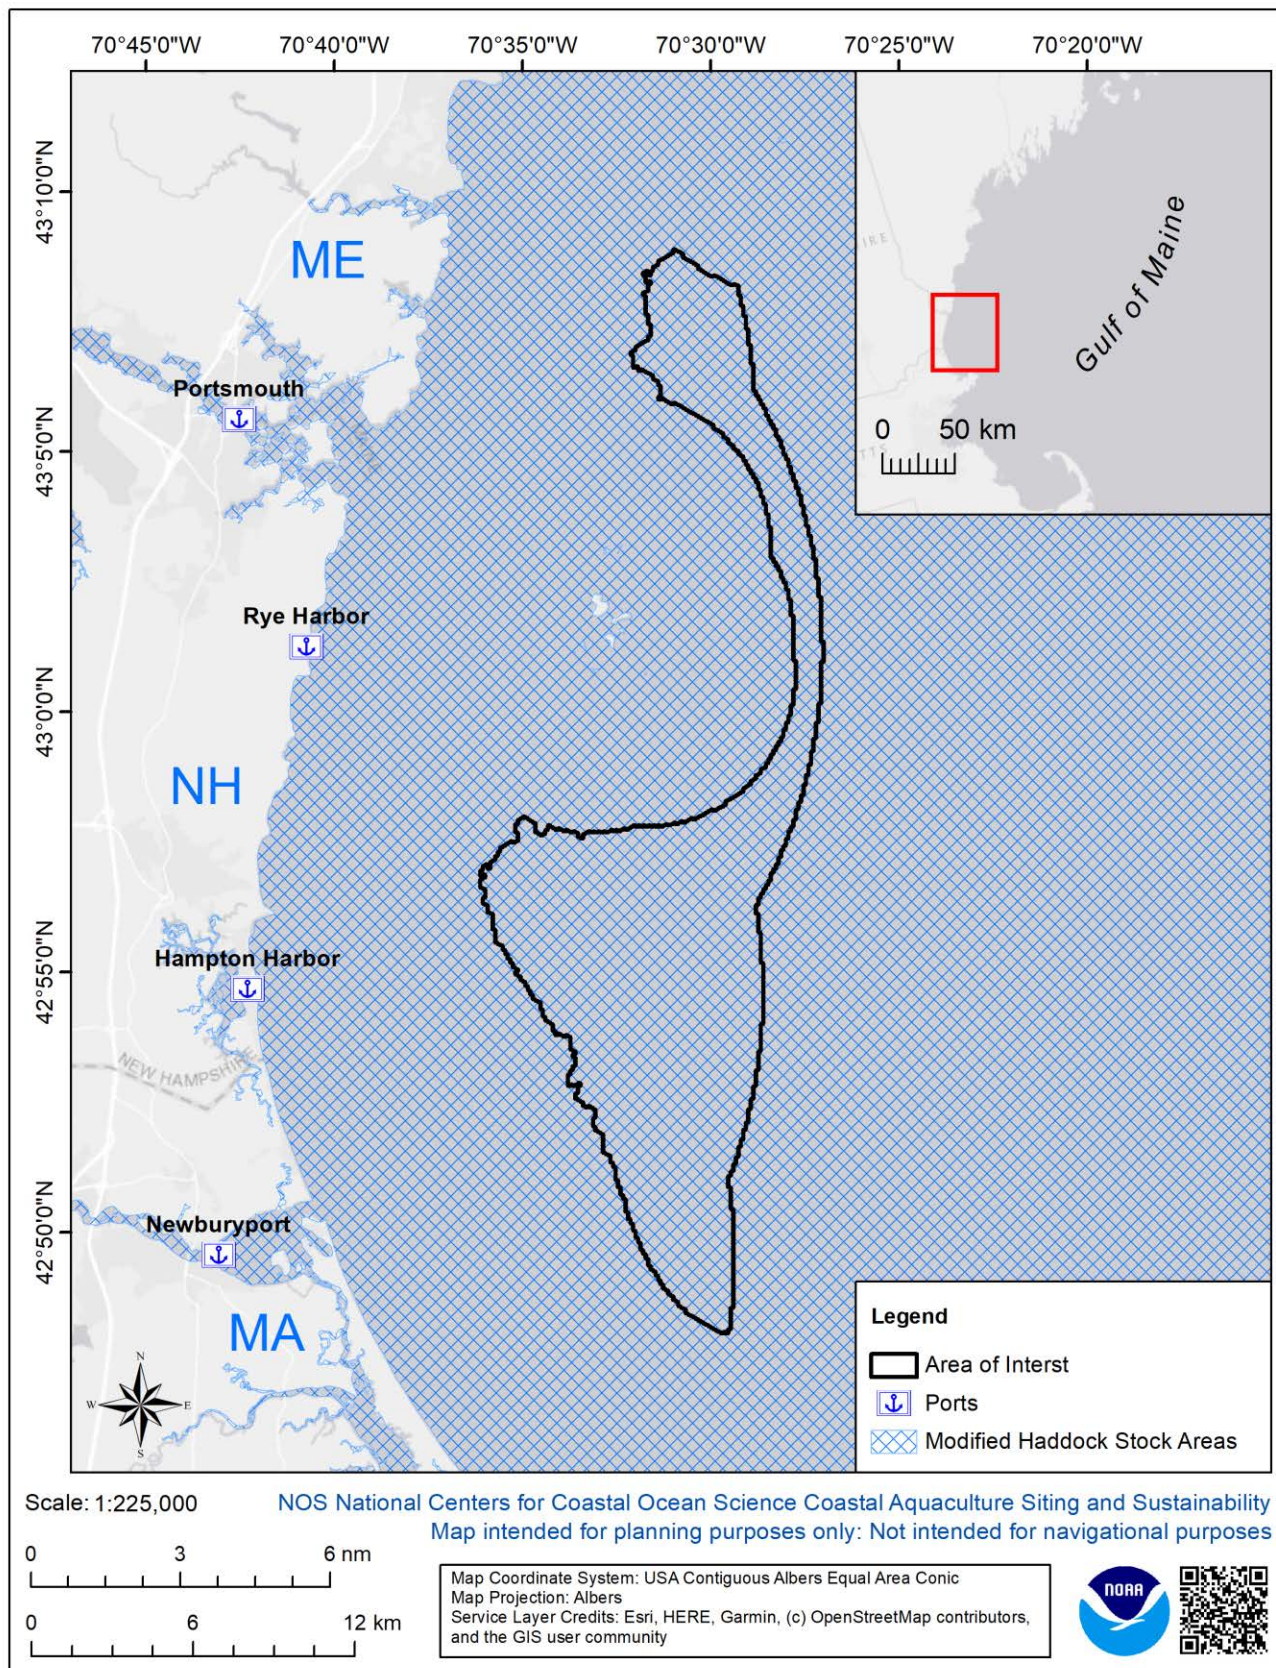 70°45'0"W 70°40'0"W 70°35'0"W 70°30'0"W 70°25'0"W 70°20'0"W
43°10'0"N
43°5'0"N
43°0'0"N
42°55'0"N
42°50'0"N
ME
Portsmouth
Rye Harbor
NH
Hampton Harbor
NEW HAMPSHIRE
Newburyport
MA
N
W E
S
IRE
Gulf of Maine
0 50 km
TTS
Legend
Area of Interst
Ports
Modified Haddock Stock Areas
Scale: 1:225,000
NOS National Centers for Coastal Ocean Science Coastal Aquaculture Siting and Sustainability
Map intended for planning purposes only: Not intended for navigational purposes
0 3 6 nm
0 6 12 km
Map Coordinate System: USA Contiguous Albers Equal Area Conic
Map Projection: Albers
Service Layer Credits: Esri, HERE, Garmin, (c) OpenStreetMap contributors,
and the GIS user community
NOAA